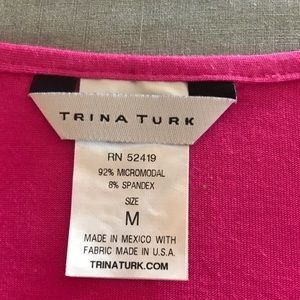 TRINA TURK
RN 52419
92% MICROMODAL
8% SPANDEX
SIZE
M
MADE IN MEXICO WITH
FABRIC MADE IN U.S.A.
TRINATURK.COM